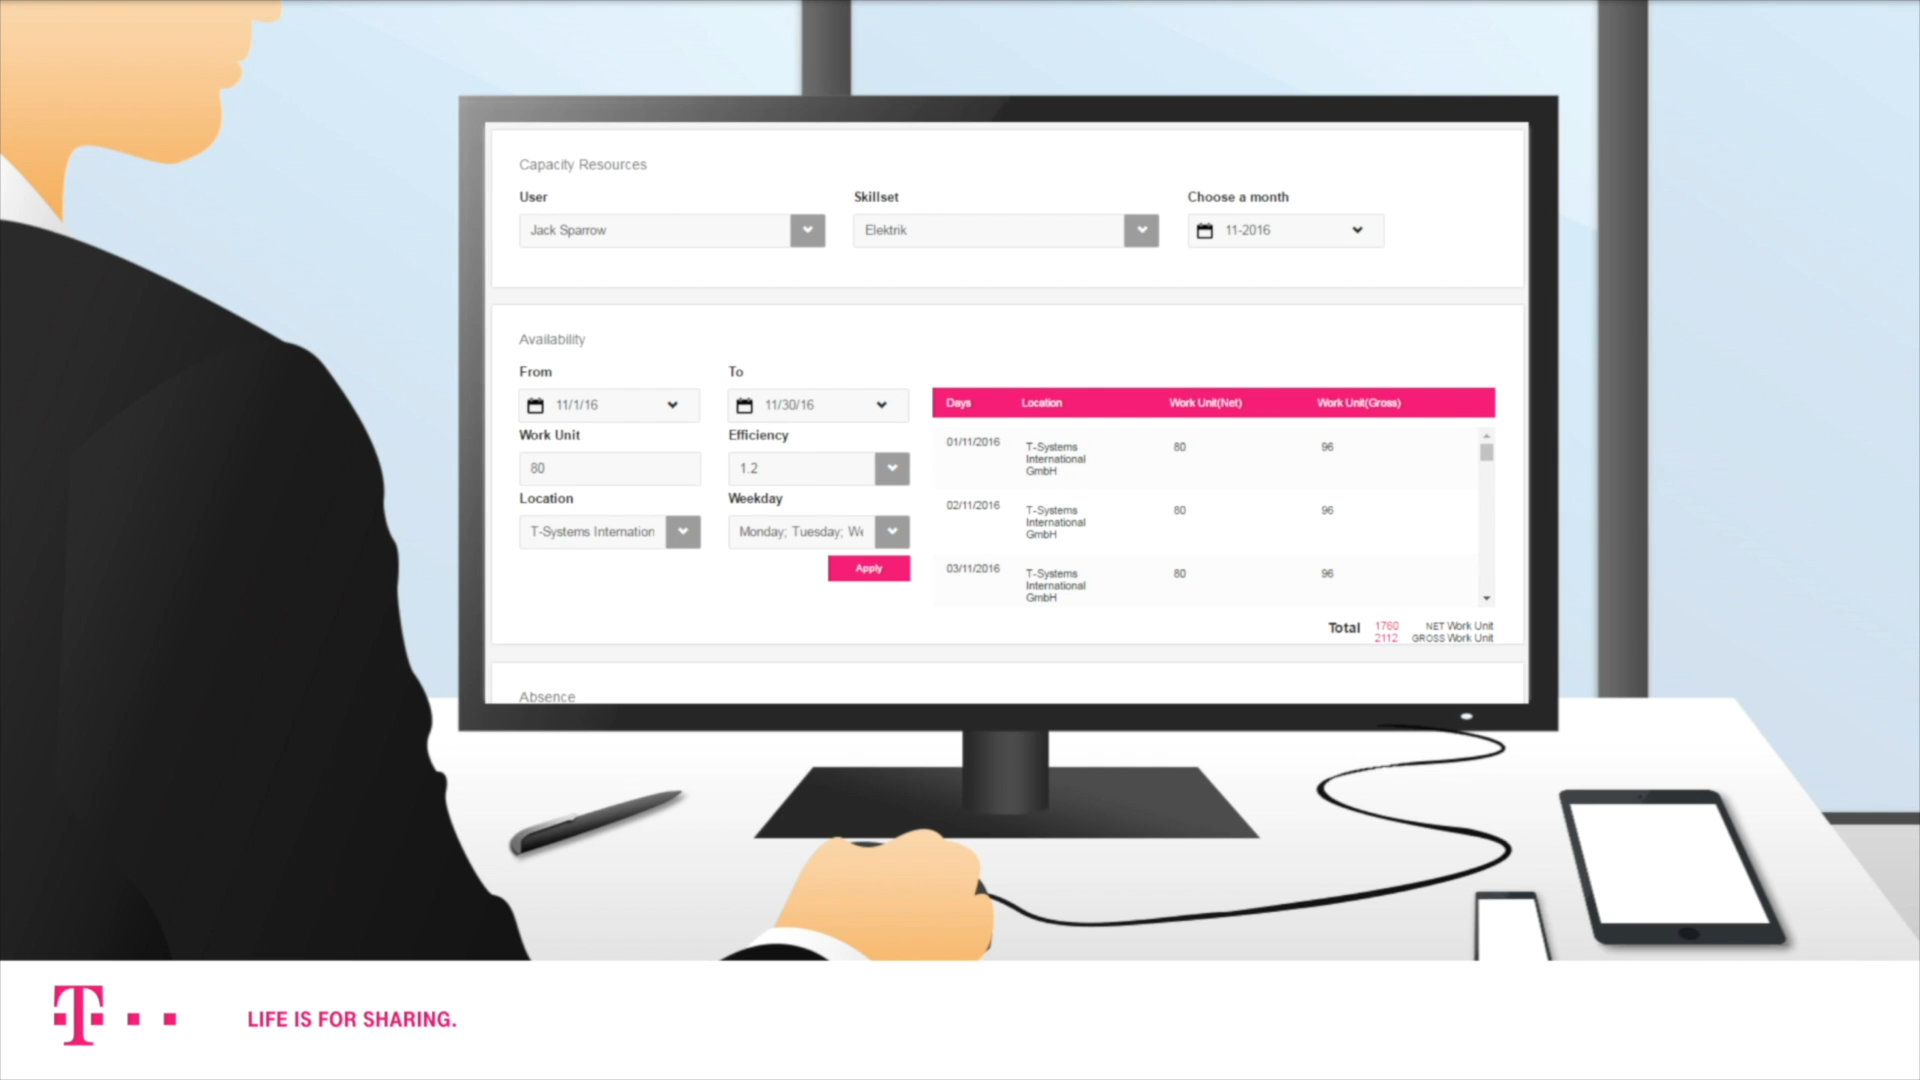 Capacity Resources
User Skillset Choose a month
Jack Sparrow Elektrik 11-2016
Availability
From To
11/1/16 11/30/16
Work Unit Efficiency
80 1.2
Location Weekday
T-Systems Internation Monday; Tuesday; We
Apply
Days Location Work Unit(Net) Work Unit(Gross)
01/11/2016 T-Systems 80 96
International
GmbH
02/11/2016 T-Systems 80 96
International
GmbH
03/11/2016 T-Systems 80 96
International
GmbH
Total 1760 NET Work Unit
2112 GROSS Work Unit
Absence
T
LIFE IS FOR SHARING.